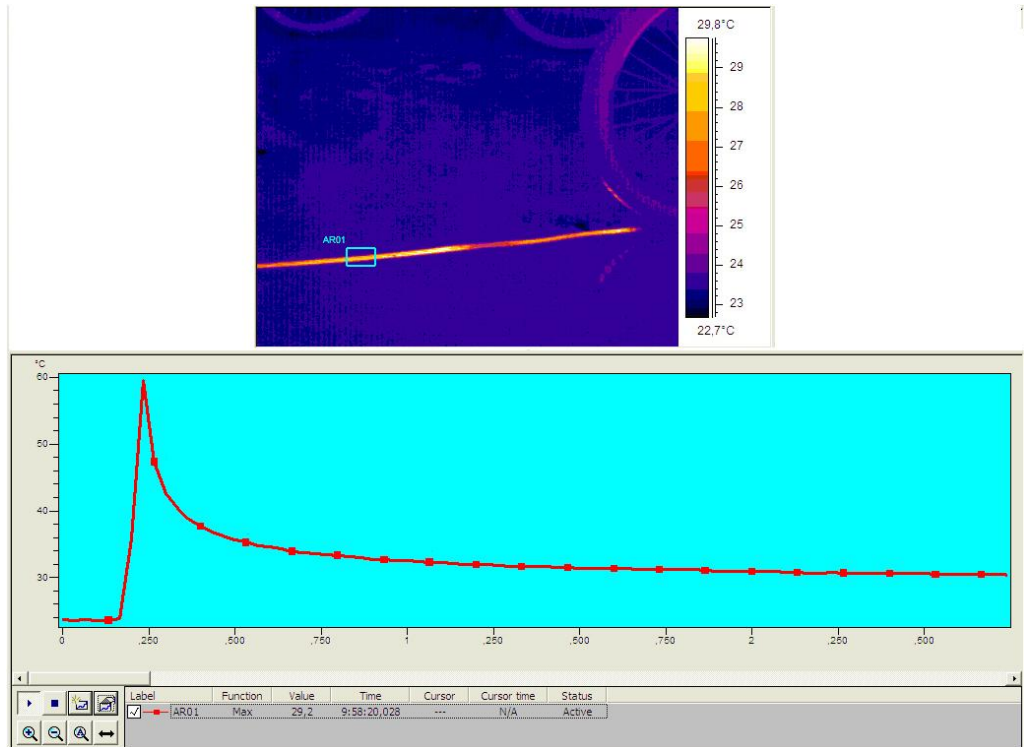 29,8°C
29
28
27
26
25
24
23
22,7°C
AR01
°C
60
50
40
30
0 ,250 ,500 ,750 1 ,250 ,500 ,750 2 ,250 ,500
Label Function Value Time Cursor Cursor time Status
AR01 Max 29,2 9:58:20,028 --- N/A Active